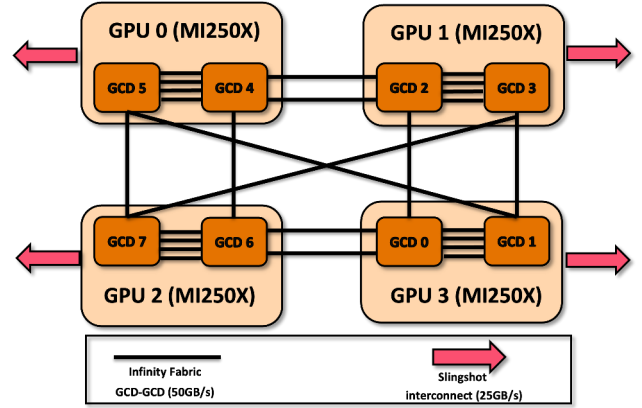 GPU 0 (MI250X)
GPU 1 (MI250X)
GCD 5
GCD 4
GCD 2
GCD 3
GCD 7
GCD 6
GCD 0
GCD 1
GPU 2 (MI250X)
GPU 3 (MI250X)
Infinity Fabric
GCD-GCD (50GB/s)
Slingshot
interconnect (25GB/s)